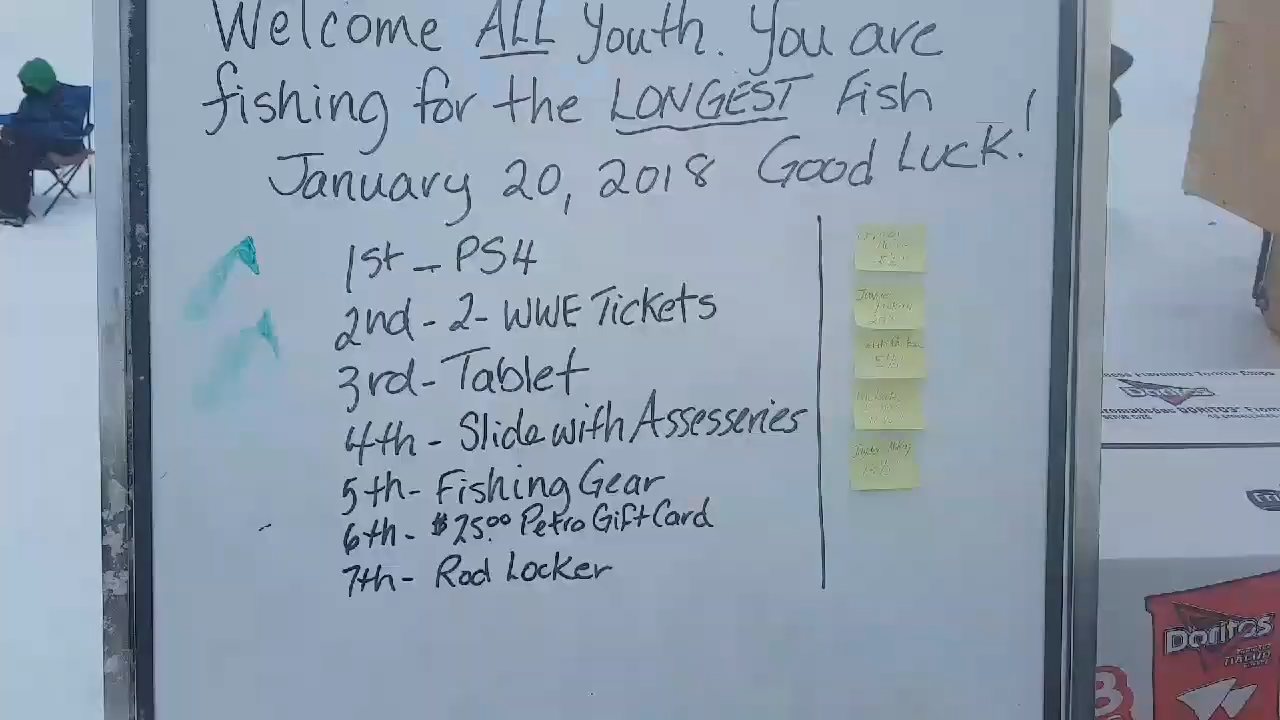 Welcome ALL Youth. You are
fishing for the LONGEST Fish
January 20, 2018 Good Luck!
1st - PS4
2nd - 2 - WWE Tickets
3rd - Tablet
4th - Slide with Assesseries
5th - Fishing Gear
6th - $25.00 Petro Gift Card
7th - Rod Locker
Doritos
Doritos
NACHO